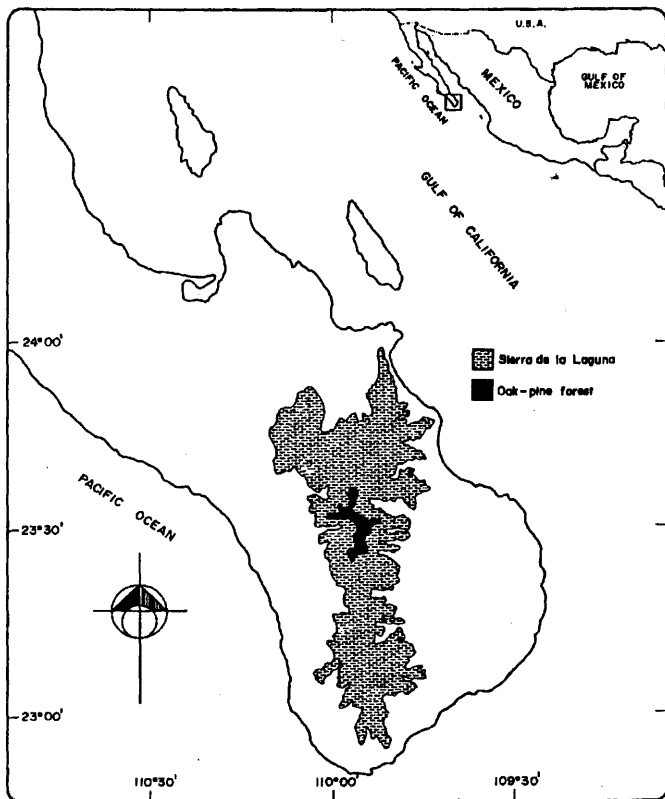 U.S.A.
PACIFIC OCEAN
MEXICO
GULF OF
MEXICO
GULF OF CALIFORNIA
24°00'
Sierra de la Laguna
Oak-pine forest
PACIFIC OCEAN
23°30'
23°00'
110°30'
110°00'
109°30'